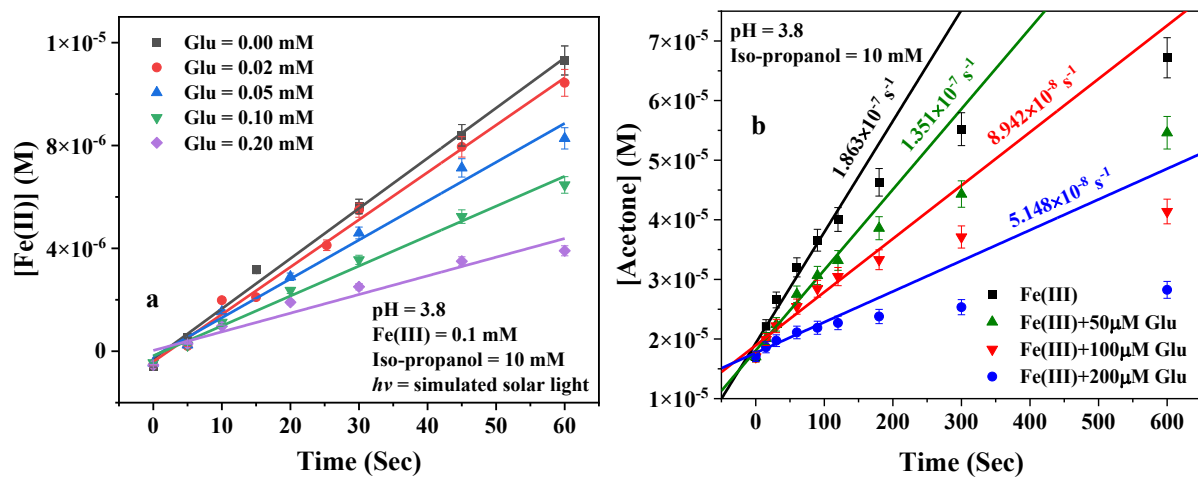 [Fe(II)] (M)
1×10⁻⁵
8×10⁻⁶
4×10⁻⁶
0
Glu = 0.00 mM
Glu = 0.02 mM
Glu = 0.05 mM
Glu = 0.10 mM
Glu = 0.20 mM
a
pH = 3.8
Fe(III) = 0.1 mM
Iso-propanol = 10 mM
hν = simulated solar light
0 10 20 30 40 50 60
Time (Sec)
[Acetone] (M)
7×10⁻⁵
6×10⁻⁵
5×10⁻⁵
4×10⁻⁵
3×10⁻⁵
2×10⁻⁵
1×10⁻⁵
pH = 3.8
Iso-propanol = 10 mM
b
1.863×10⁻⁷ s⁻¹
1.351×10⁻⁷ s⁻¹
8.942×10⁻⁸ s⁻¹
5.148×10⁻⁸ s⁻¹
Fe(III)
Fe(III)+50μM Glu
Fe(III)+100μM Glu
Fe(III)+200μM Glu
0 100 200 300 400 500 600
Time (Sec)